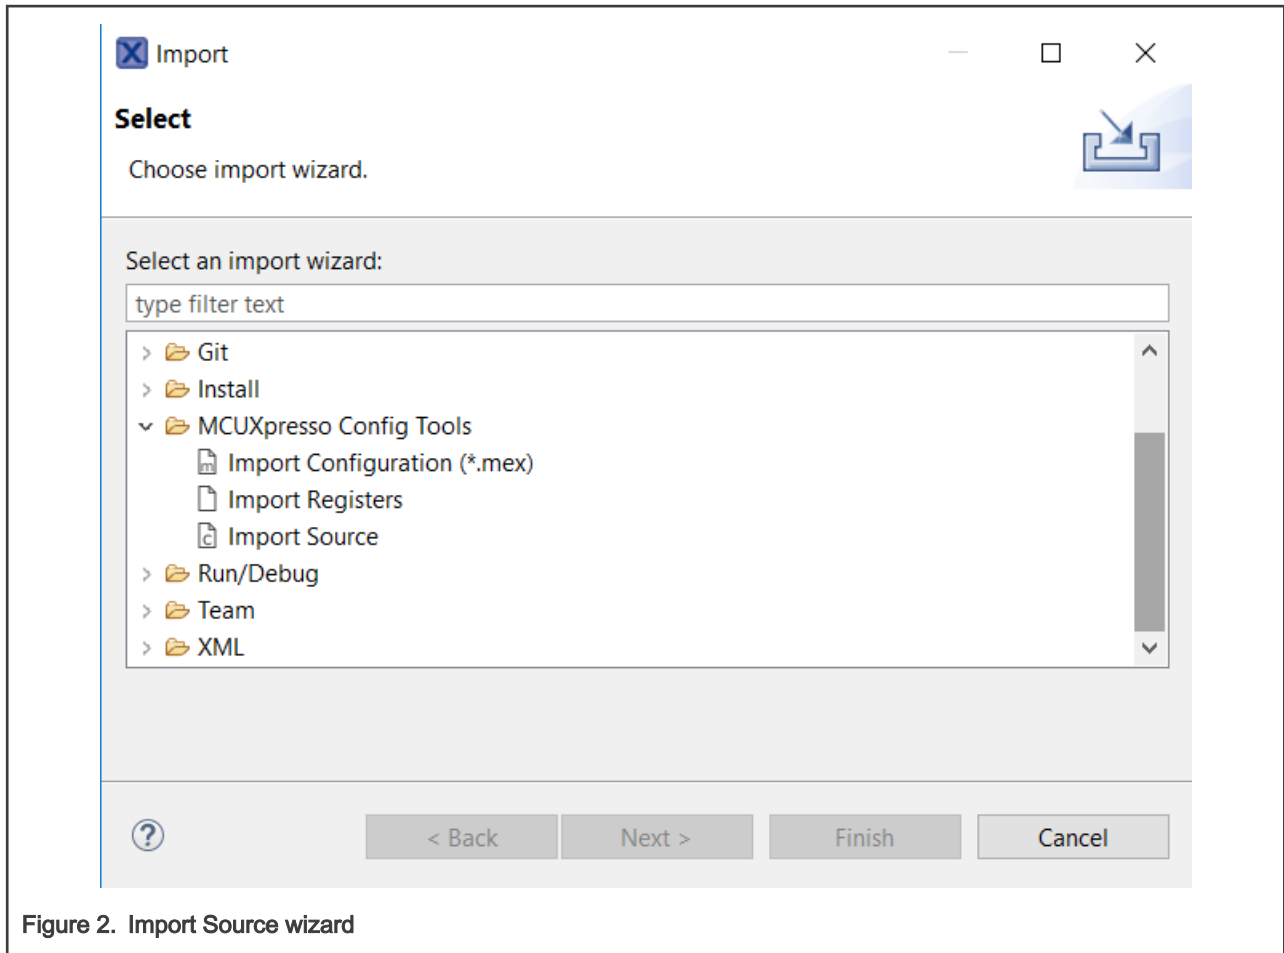 Import
Select
Choose import wizard.
Select an import wizard:
type filter text
Git
Install
MCUXpresso Config Tools
Import Configuration (*.mex)
Import Registers
Import Source
Run/Debug
Team
XML
< Back Next > Finish Cancel
Figure 2. Import Source wizard